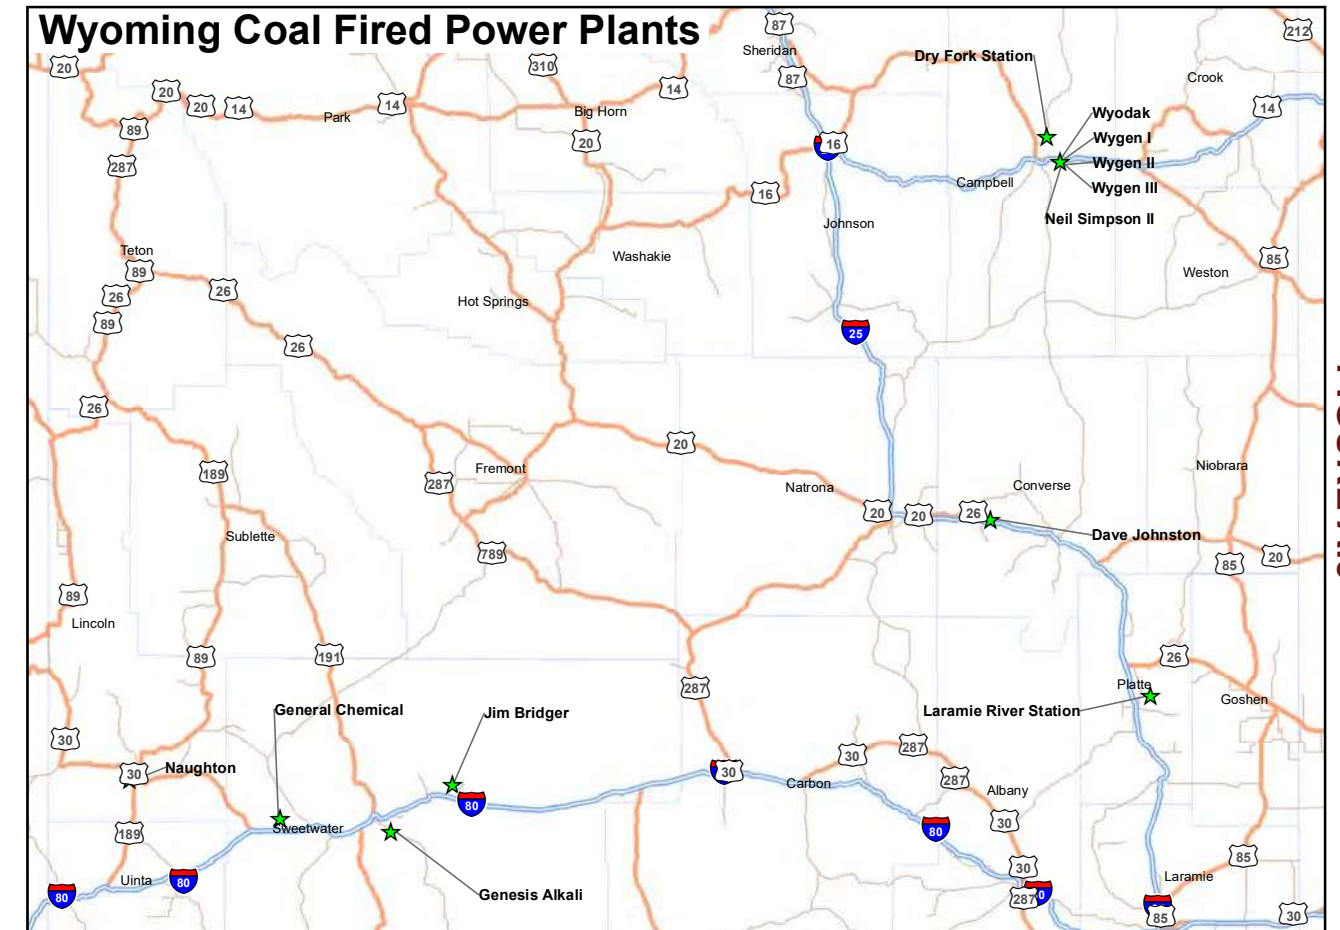 Wyoming Coal Fired Power Plants
87
212
Sheridan
Dry Fork Station
20
310
87
Crook
14
20
20
14
14
14
Park
Big Horn
Wyodak
89
20
16
Wygen I
287
Wygen II
Campbell
Wygen III
16
Neil Simpson II
Johnson
Teton
Washakie
85
89
Weston
26
26
Hot Springs
89
25
26
26
20
Niobrara
Fremont
189
287
Natrona
Converse
20
20
26
Sublette
Dave Johnston
789
20
85
89
Lincoln
89
191
26
Platte
287
Goshen
General Chemical
Jim Bridger
Laramie River Station
30
287
30
Naughton
30
30
287
Carbon
Albany
80
30
Sweetwater
80
189
85
30
Uinta
80
Laramie
80
Genesis Alkali
287
0
85
30